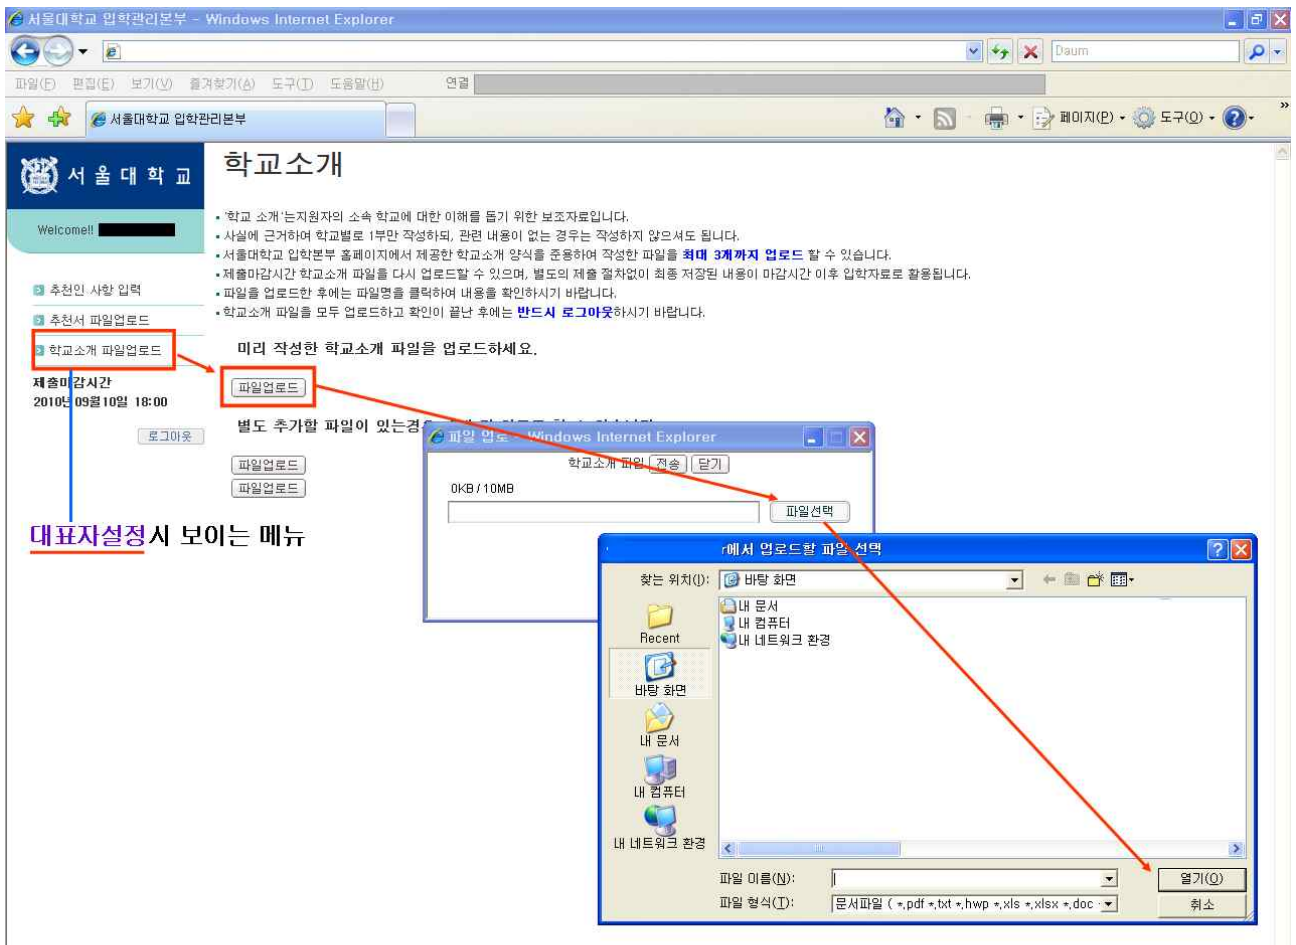 서울대학교 입학관리본부 - Windows Internet Explorer
Daum
파일(F) 편집(E) 보기(V) 즐겨찾기(A) 도구(T) 도움말(H) 연결
서울대학교 입학관리본부
페이지(P) 도구(O)
서울대학교
Welcome!!
추천인 사항 입력
추천서 파일업로드
학교소개 파일업로드
제출마감시간
2010년 09월10일 18:00
로그아웃
대표자설정시 보이는 메뉴
학교소개
'학교 소개'는지원자의 소속 학교에 대한 이해를 돕기 위한 보조자료입니다.
사실에 근거하여 학교별로 1부만 작성하되, 관련 내용이 없는 경우는 작성하지 않으셔도 됩니다.
서울대학교 입학본부 홈페이지에서 제공한 학교소개 양식을 준용하여 작성한 파일을 최대 3개까지 업로드 할 수 있습니다.
제출마감시간 학교소개 파일을 다시 업로드할 수 있으며, 별도의 제출 절차없이 최종 저장된 내용이 마감시간 이후 입학자료로 활용됩니다.
파일을 업로드한 후에는 파일명을 클릭하여 내용을 확인하시기 바랍니다.
학교소개 파일을 모두 업로드하고 확인이 끝난 후에는 반드시 로그아웃하시기 바랍니다.
미리 작성한 학교소개 파일을 업로드하세요.
파일업로드
별도 추가할 파일이 있는경
파일업로드
파일업로드
파일 업로 - Windows Internet Explorer
학교소개 파일 전송 닫기
0KB / 10MB
파일선택
에서 업로드할 파일 선택
찾는 위치(I): 바탕 화면
Recent
바탕 화면
내 문서
내 컴퓨터
내 네트워크 환경
내 문서
내 컴퓨터
내 네트워크 환경
파일 이름(N): 열기(O)
파일 형식(T): 문서파일 ( *.pdf *.txt *.hwp *.xls *.xlsx *.doc 취소